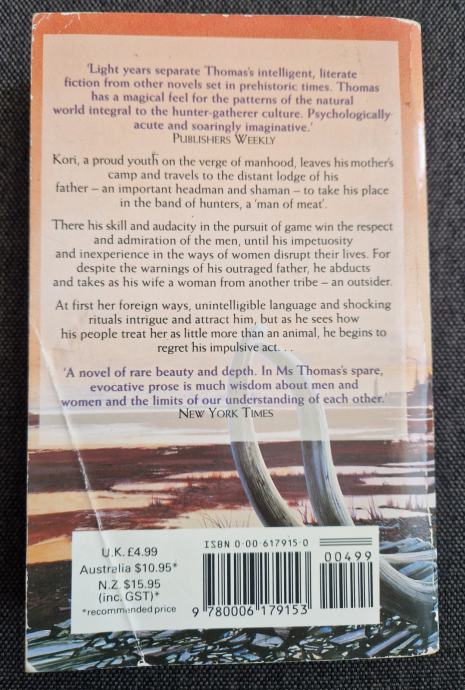 ‘Light years separate Thomas's intelligent, literate
fiction from other novels set in prehistoric times. Thomas
has a magical feel for the patterns of the natural
world integral to the hunter-gatherer culture. Psychologically
acute and soaringly imaginative.’
PUBLISHERS WEEKLY
Kori, a proud youth on the verge of manhood, leaves his mother's
camp and travels to the distant lodge of his
father – an important headman and shaman – to take his place
in the band of hunters, a ‘man of meat’.
There his skill and audacity in the pursuit of game win the respect
and admiration of the men, until his impetuosity
and inexperience in the ways of women disrupt their lives. For
despite the warnings of his outraged father, he abducts
and takes as his wife a woman from another tribe – an outsider.
At first her foreign ways, unintelligible language and shocking
rituals intrigue and attract him, but as he sees how
his people treat her as little more than an animal, he begins to
regret his impulsive act. . .
‘A novel of rare beauty and depth. In Ms Thomas's spare,
evocative prose is much wisdom about men and
women and the limits of our understanding of each other.’
NEW YORK TIMES
U.K. £4.99
Australia $10.95*
N.Z. $15.95
(inc. GST)*
*recommended price
ISBN 0-00-617915-0
00499
9 780006 179153